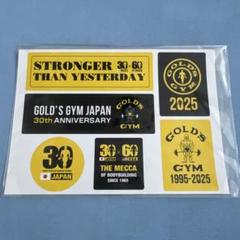 STRONGER
THAN YESTERDAY
30
60
GOLD'S
GYM
2025
GOLD'S GYM JAPAN
30th ANNIVERSARY
GOLD'S
GYM
30
JAPAN
30
60
THE MECCA
OF BODYBUILDING
SINCE 1965
GOLD'S
GYM
1995-2025